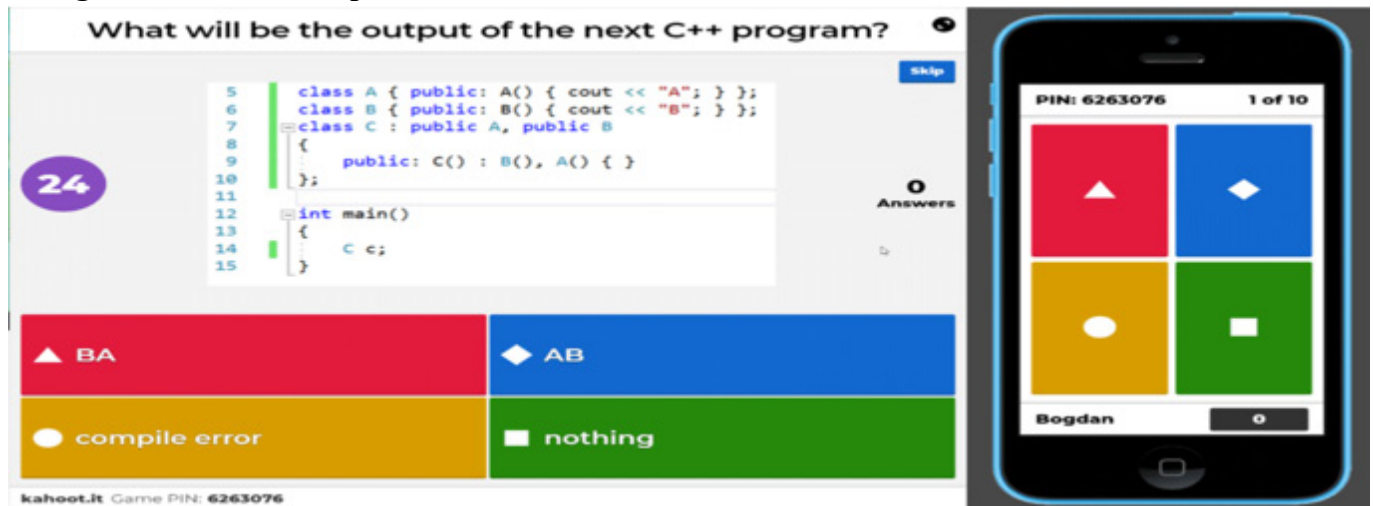 What will be the output of the next C++ program?
Skip
5 class A { public: A() { cout << "A"; } };
6 class B { public: B() { cout << "B"; } };
7 class C : public A, public B
8 {
9 public: C() : B(), A() { }
10 };
11
12 int main()
13 {
14 C c;
15 }
24
0
Answers
BA
AB
compile error
nothing
kahoot.it Game PIN: 6263076
PIN: 6263076 1 of 10
Bogdan 0